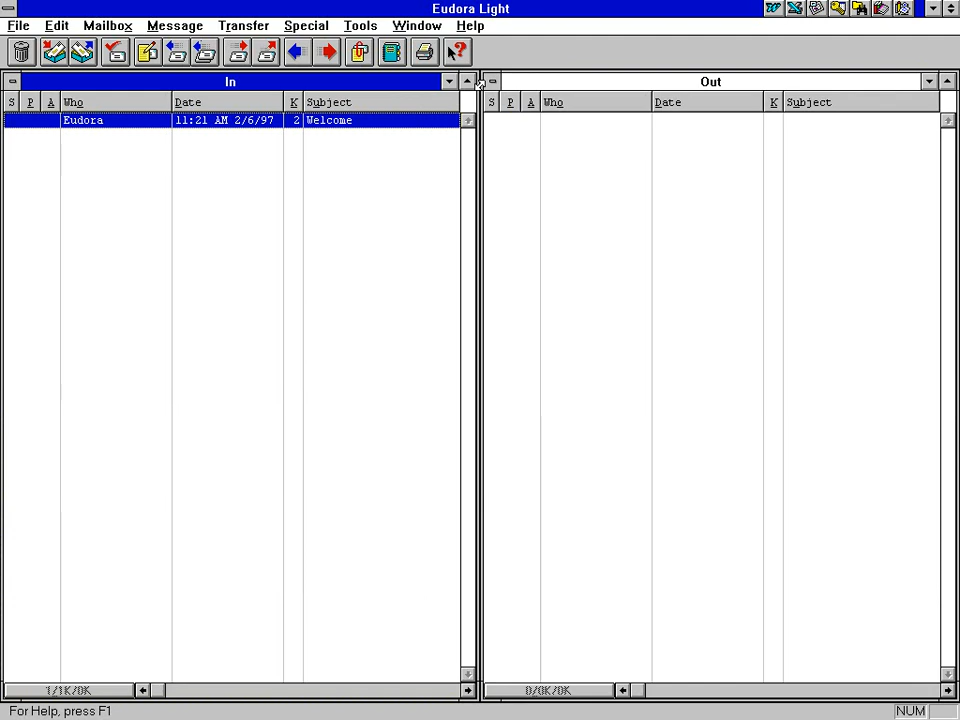 Eudora Light
File Edit Mailbox Message Transfer Special Tools Window Help
In
S P A Who Date K Subject
Eudora 11:21 AM 2/6/97 2 Welcome
1/1K/0K
Out
S P A Who Date K Subject
0/0K/0K
For Help, press F1
NUM